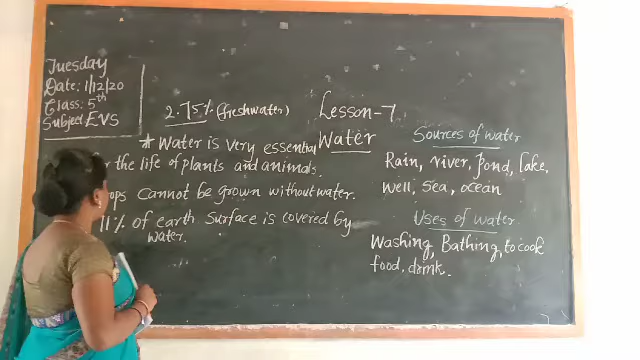 Tuesday
Date: 1/12/20
Class: 5th
Subject: EVS
2.75% (freshwater)
Lesson-7
Water
* Water is very essential
the life of plants and animals.
cannot be grown without water.
% of earth surface is covered by
water.
Sources of water
Rain, river, pond, lake,
well, sea, ocean
Uses of water
Washing, Bathing, to cook
food, drink.